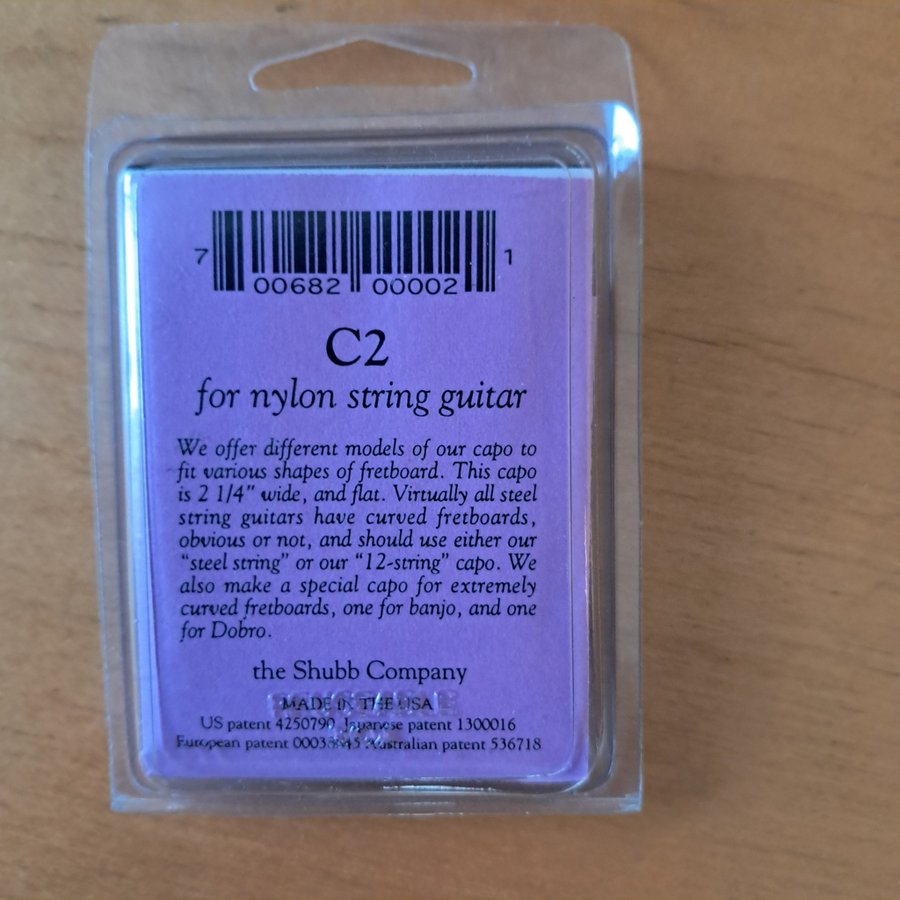 7 00682 00002 1
C2
for nylon string guitar
We offer different models of our capo to
fit various shapes of fretboard. This capo
is 2 1/4" wide, and flat. Virtually all steel
string guitars have curved fretboards,
obvious or not, and should use either our
“steel string” or our “12-string” capo. We
also make a special capo for extremely
curved fretboards, one for banjo, and one
for Dobro.
the Shubb Company
MADE IN THE USA
US patent 4250790 Japanese patent 1300016
European patent Australian patent 536718